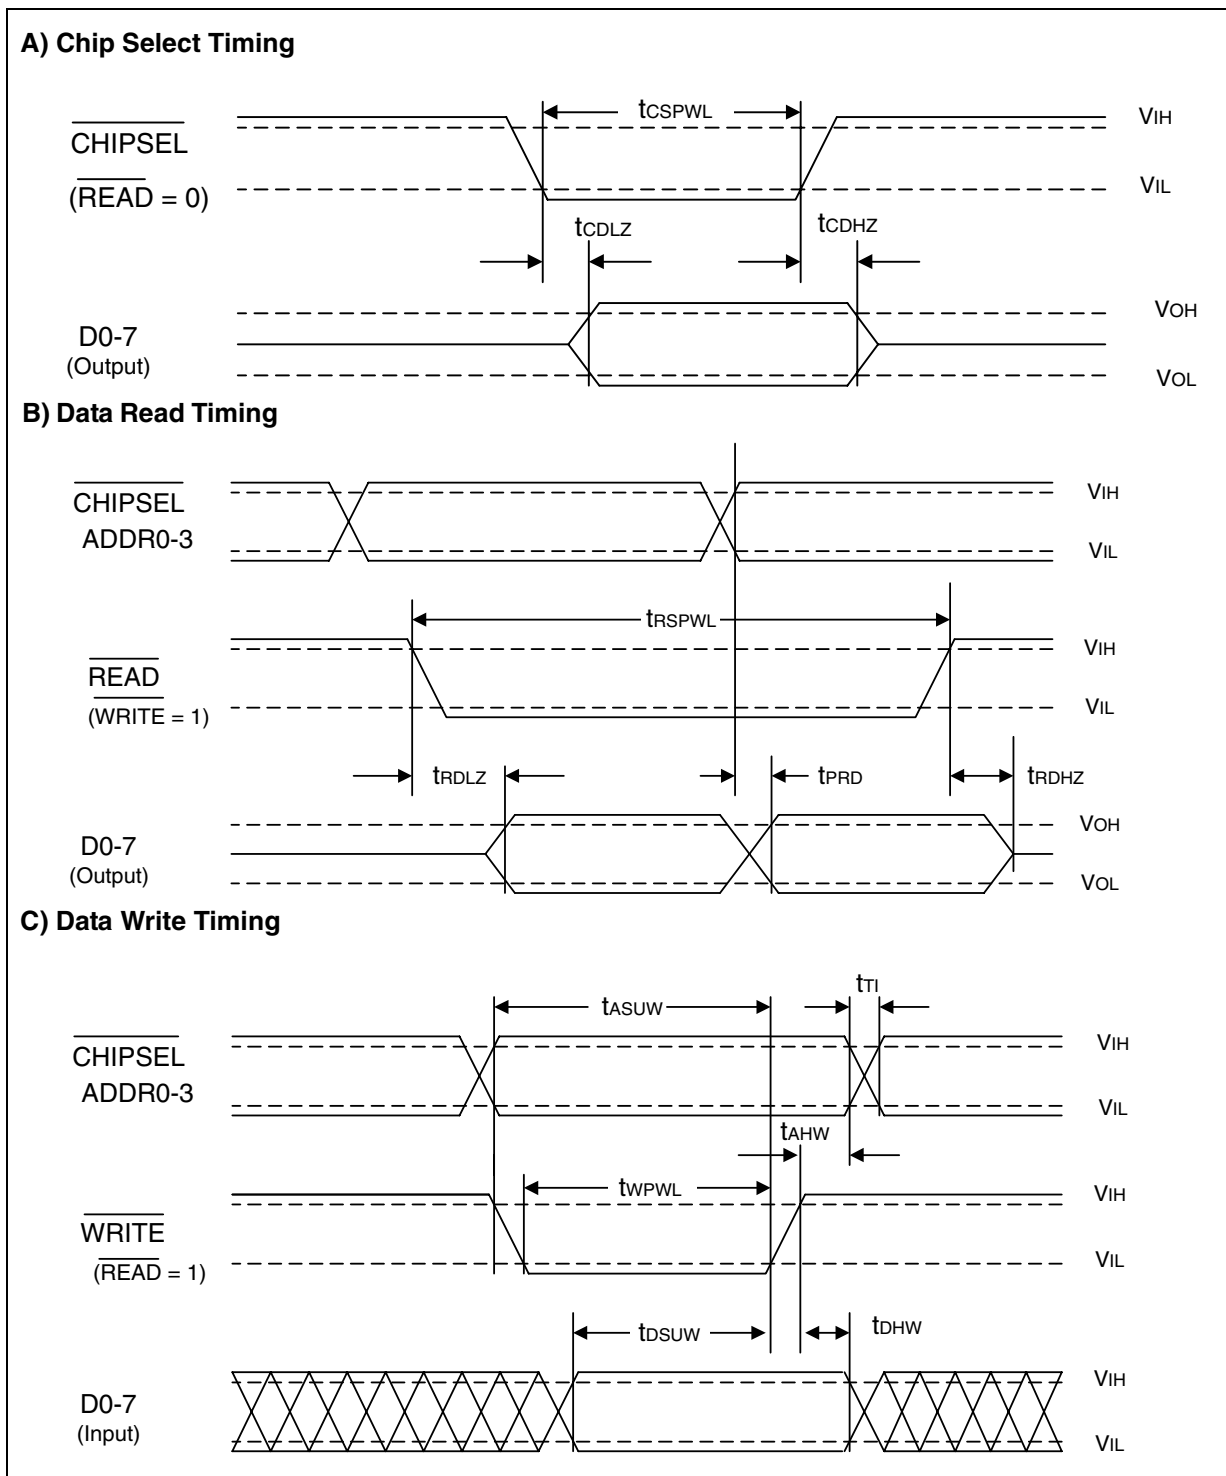 A) Chip Select Timing
tCSPWL
CHIPSEL
(READ = 0)
VIH
VIL
tCDLZ
tCDHZ
D0-7
(Output)
VOH
VOL
B) Data Read Timing
CHIPSEL
ADDR0-3
VIH
VIL
tRSPWL
READ
(WRITE = 1)
VIH
VIL
tRDLZ
tPRD
tRDHZ
D0-7
(Output)
VOH
VOL
C) Data Write Timing
tASUW
tTI
CHIPSEL
ADDR0-3
VIH
VIL
tAHW
tWPWL
WRITE
(READ = 1)
VIH
VIL
tDSUW
tDHW
D0-7
(Input)
VIH
VIL